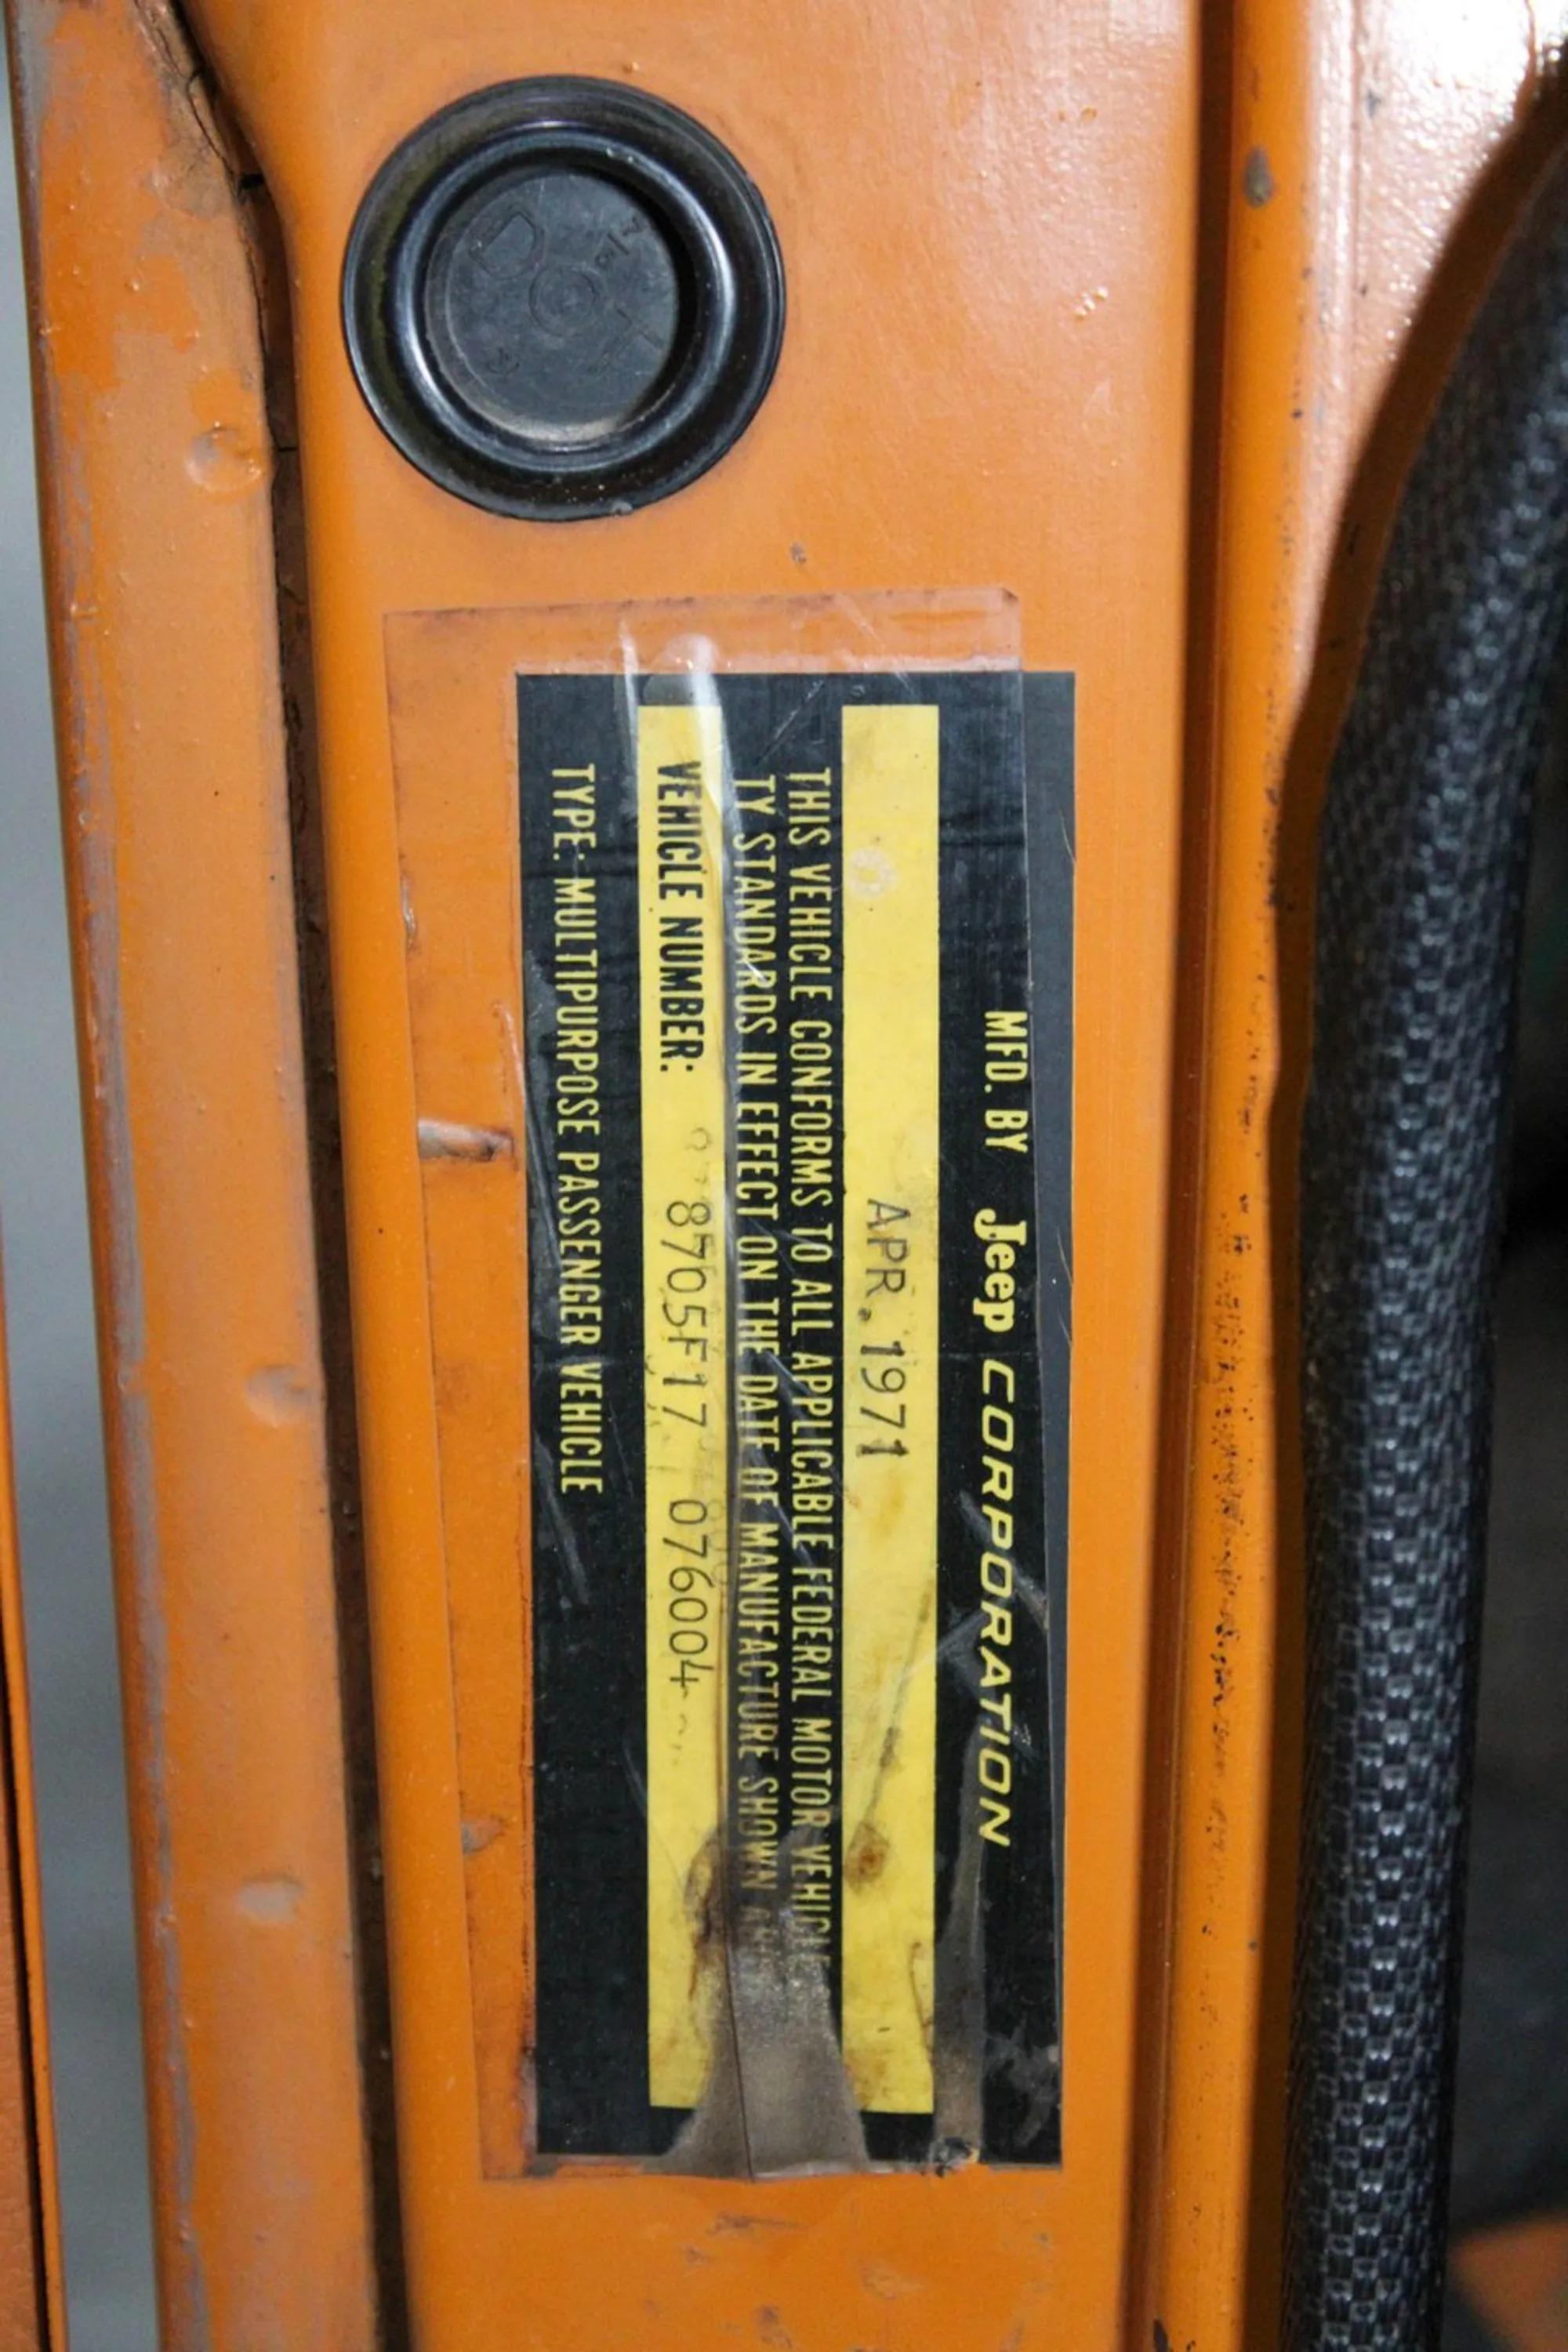 MFD. BY Jeep CORPORATION
APR. 1971
THIS VEHICLE CONFORMS TO ALL APPLICABLE FEDERAL MOTOR VEHICLE
TY STANDARDS IN EFFECT ON THE DATE OF MANUFACTURE SHOWN
VEHICLE NUMBER: 8705F17 076004
TYPE: MULTIPURPOSE PASSENGER VEHICLE